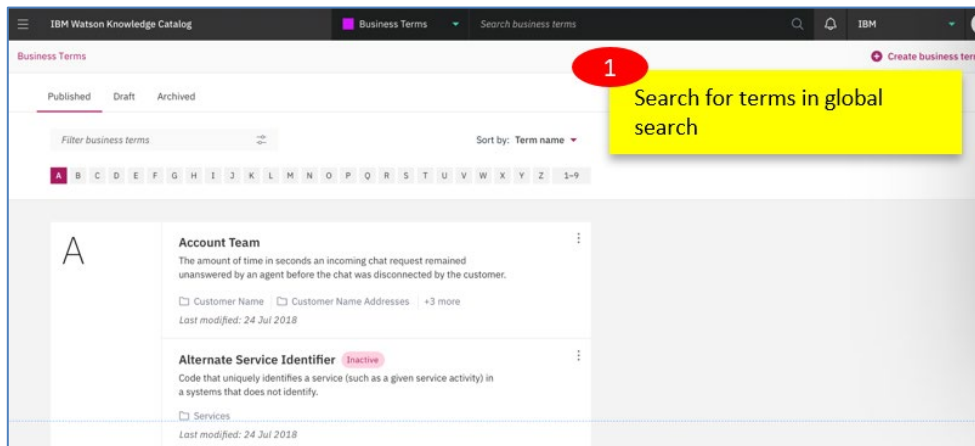 IBM Watson Knowledge Catalog
Business Terms
Search business terms
IBM
Business Terms
Create business
1
Search for terms in global
search
Published Draft Archived
Filter business terms
Sort by: Term name
A B C D E F G H I J K L M N O P Q R S T U V W X Y Z 1-9
A
Account Team
The amount of time in seconds an incoming chat request remained
unanswered by an agent before the chat was disconnected by the customer.
Customer Name Customer Name Addresses +3 more
Last modified: 24 Jul 2018
Alternate Service Identifier Inactive
Code that uniquely identifies a service (such as a given service activity) in
a systems that does not identify.
Services
Last modified: 24 Jul 2018